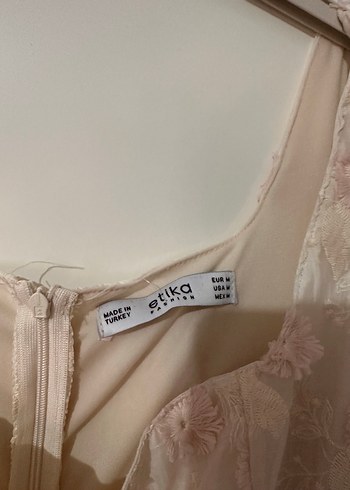 MADE IN
TURKEY
etika
FASHION
EUR M
USA M
MEX M